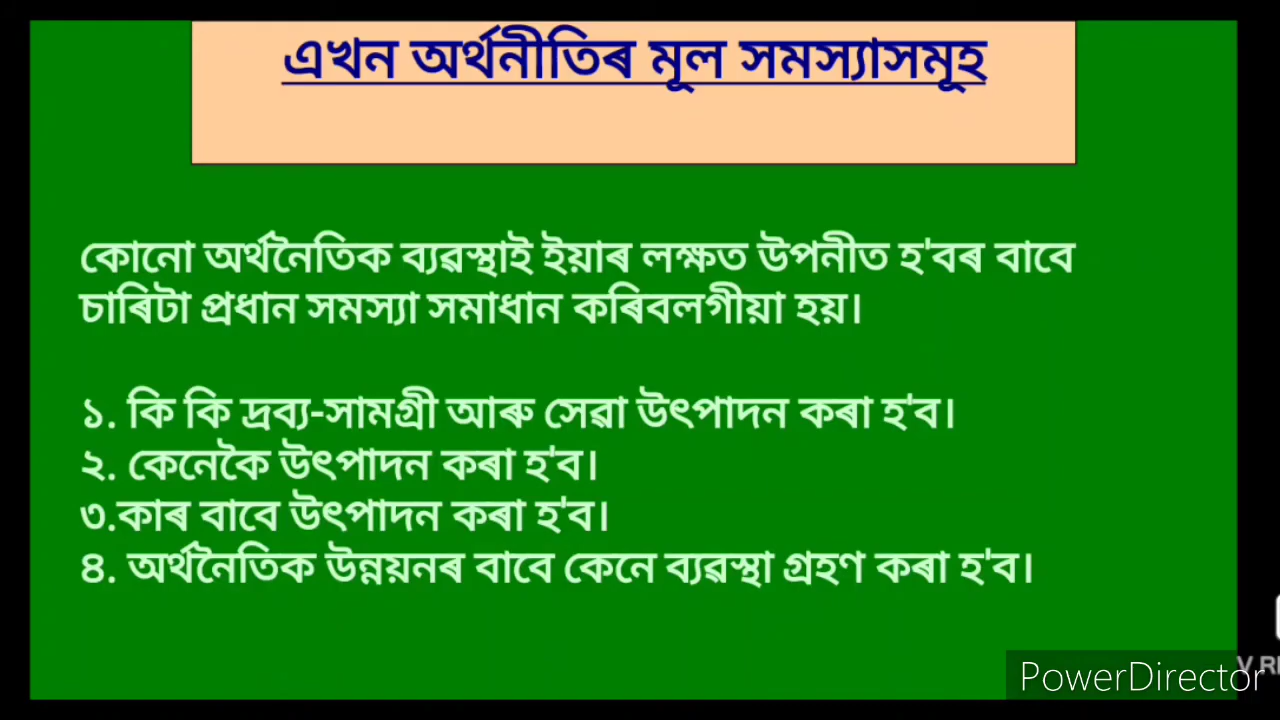 এখন অৰ্থনীতিৰ মূল সমস্যাসমূহ
কোনো অৰ্থনৈতিক ব্যৱস্থাই ইয়াৰ লক্ষত উপনীত হ'বৰ বাবে
চাৰিটা প্ৰধান সমস্যা সমাধান কৰিবলগীয়া হয়।
১. কি কি দ্ৰব্য-সামগ্ৰী আৰু সেৱা উৎপাদন কৰা হ'ব।
২. কেনেকৈ উৎপাদন কৰা হ'ব।
৩.কাৰ বাবে উৎপাদন কৰা হ'ব।
৪. অৰ্থনৈতিক উন্নয়নৰ বাবে কেনে ব্যৱস্থা গ্ৰহণ কৰা হ'ব।
PowerDirector